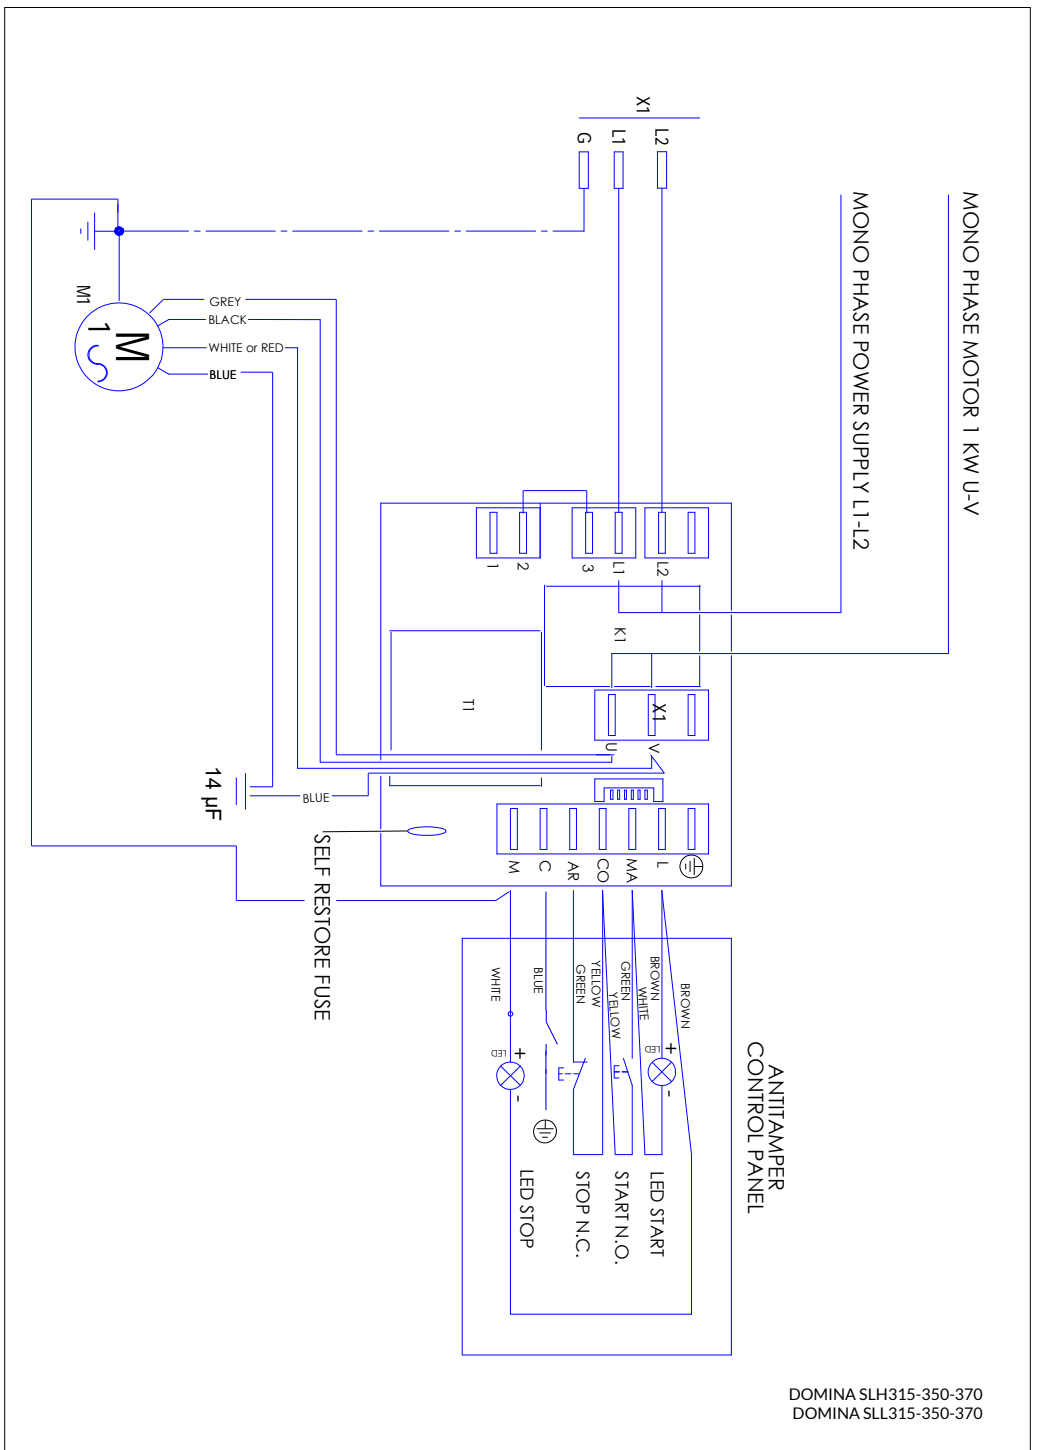 X1
G
L1
L2
MONO PHASE POWER SUPPLY L1-L2
MONO PHASE MOTOR 1 KW U-V
M1
M
1
GREY
BLACK
WHITE or RED
BLUE
1
2
3
L1
L2
K1
T1
X1
U
V
14 µF
BLUE
SELF RESTORE FUSE
M
C
AR
CO
MA
L
WHITE
BLUE
GREEN
YELLOW
YELLOW
GREEN
WHITE
BROWN
BROWN
LED
+
-
LED
+
-
LED STOP
STOP N.C.
START N.O.
LED START
ANTITAMPER
CONTROL PANEL
DOMINA SLH315-350-370
DOMINA SLL315-350-370